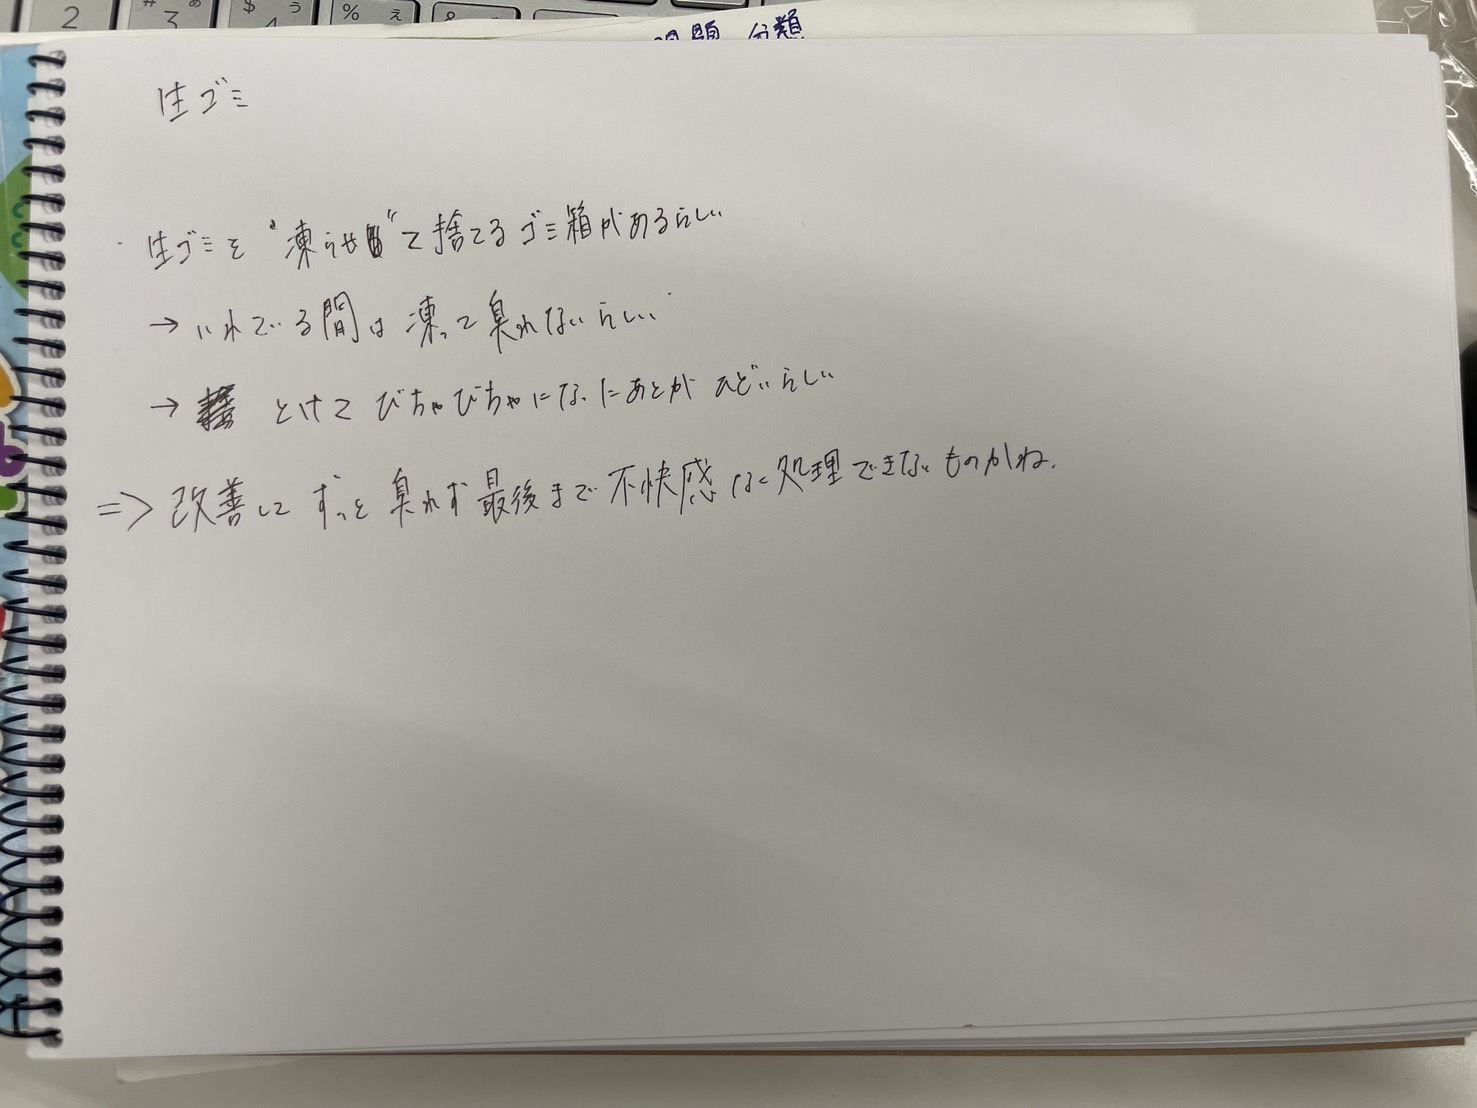 2
# あ
3
$ う
4
% え
&
問題 分類
生ゴミ
・生ゴミを “凍らせ”て捨てるゴミ箱があるらしい
→ いれている間は凍って臭わないらしい
→ とけてびちゃびちゃになったあとがひどいらしい
⇒ 改善して ずっと 臭わず 最後まで 不快感なく処理できないものかね.